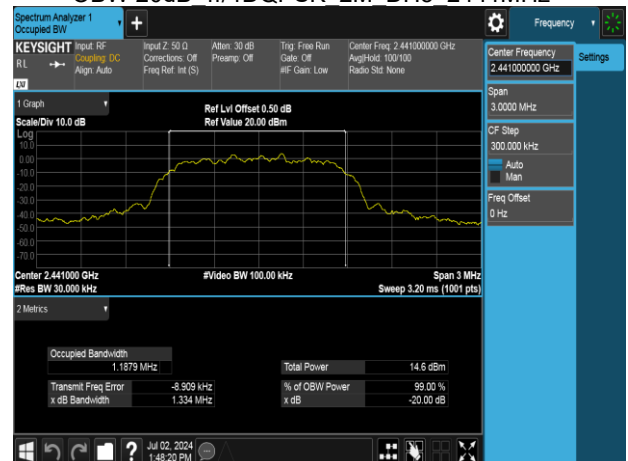 Spectrum Analyzer 1
Occupied BW
+
Frequency
KEYSIGHT
RL
LXI
Input: RF
Coupling: DC
Align: Auto
Input Z: 50 Ω
Corrections: Off
Freq Ref: Int (S)
Atten: 30 dB
Preamp: Off
Trig: Free Run
Gate: Off
#IF Gain: Low
Center Freq: 2.441000000 GHz
Avg|Hold: 100/100
Radio Std: None
Center Frequency
2.441000000 GHz
Settings
Span
3.0000 MHz
CF Step
300.000 kHz
Auto
Man
Freq Offset
0 Hz
1 Graph
Scale/Div 10.0 dB
Ref Lvl Offset 0.50 dB
Ref Value 20.00 dBm
Log
10.0
0.00
-10.0
-20.0
-30.0
-40.0
-50.0
-60.0
-70.0
Center 2.441000 GHz
#Res BW 30.000 kHz
#Video BW 100.00 kHz
Span 3 MHz
Sweep 3.20 ms (1001 pts)
2 Metrics
Occupied Bandwidth
1.1879 MHz
Total Power 14.6 dBm
Transmit Freq Error -8.909 kHz
% of OBW Power 99.00 %
x dB Bandwidth 1.334 MHz
x dB -20.00 dB
?
Jul 02, 2024
1:48:20 PM